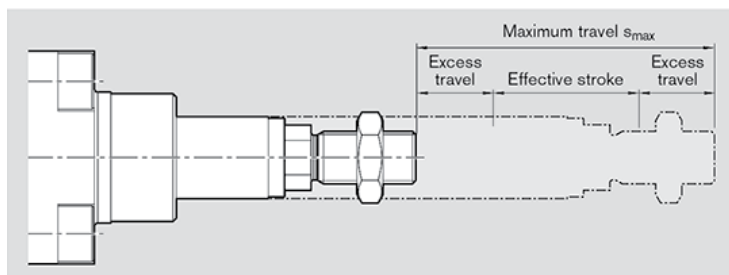 Maximum travel smax
Excess travel
Effective stroke
Excess travel